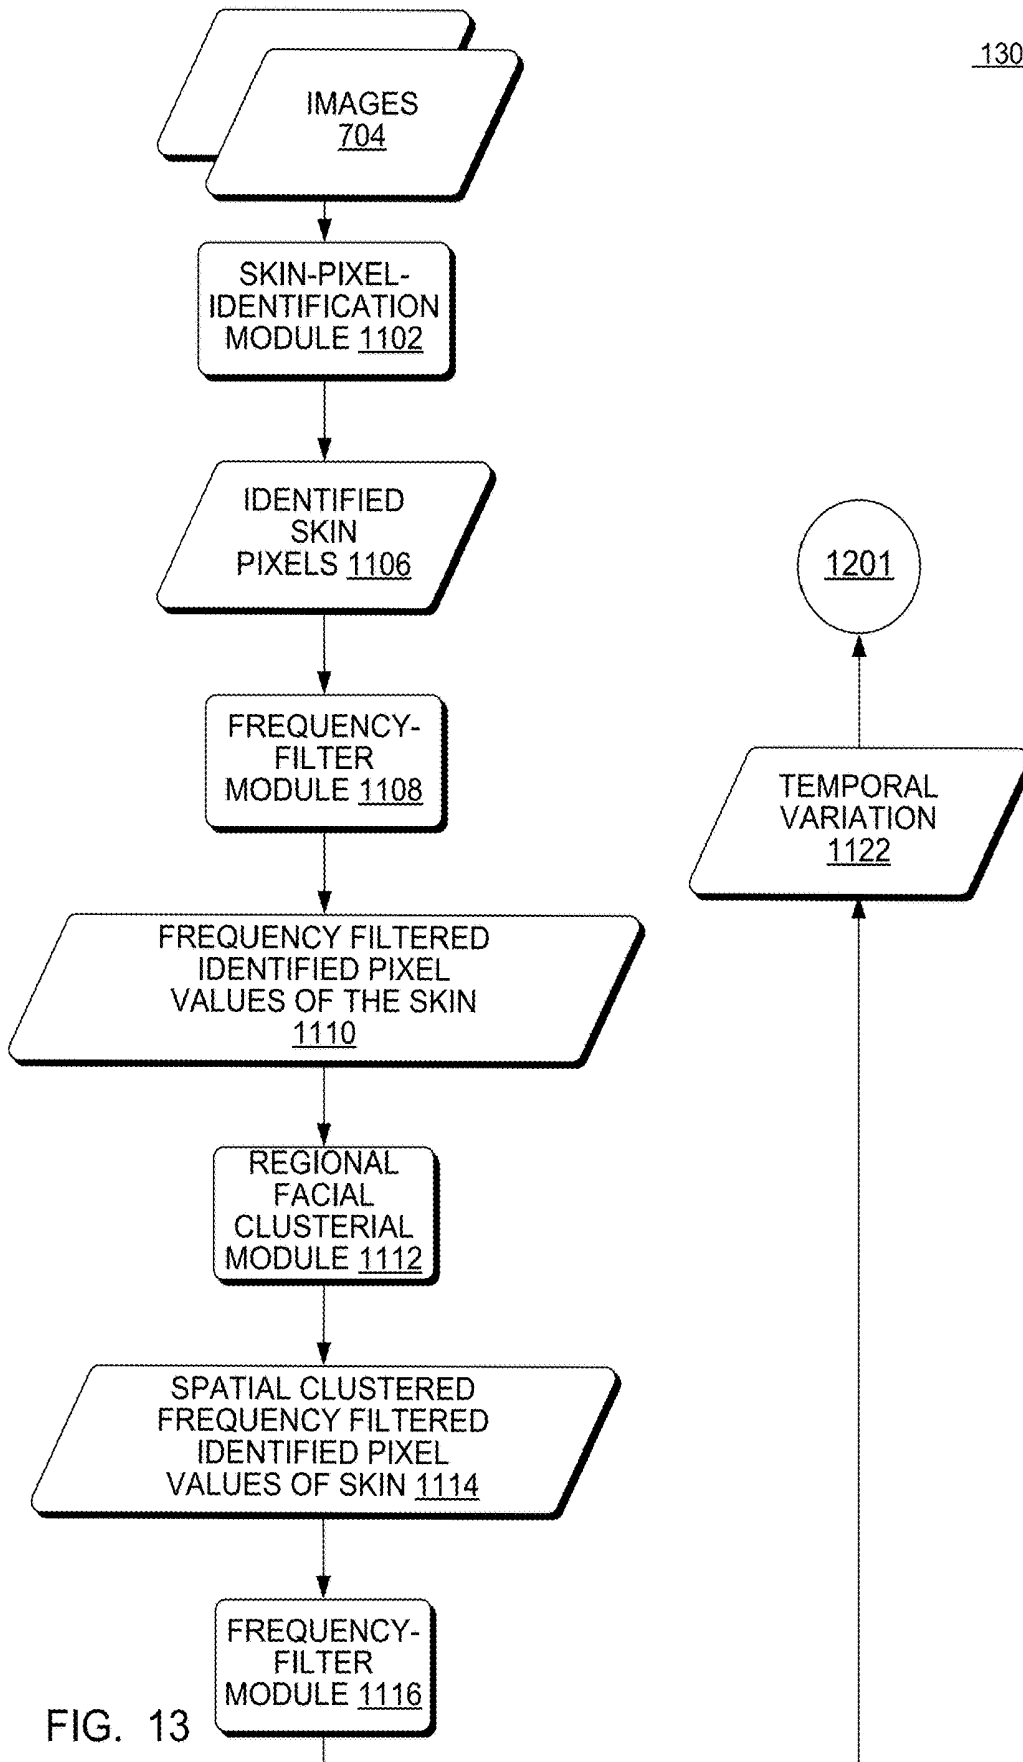 130
IMAGES
704
SKIN-PIXEL-
IDENTIFICATION
MODULE 1102
IDENTIFIED
SKIN
PIXELS 1106
FREQUENCY-
FILTER
MODULE 1108
FREQUENCY FILTERED
IDENTIFIED PIXEL
VALUES OF THE SKIN
1110
REGIONAL
FACIAL
CLUSTERIAL
MODULE 1112
SPATIAL CLUSTERED
FREQUENCY FILTERED
IDENTIFIED PIXEL
VALUES OF SKIN 1114
FREQUENCY-
FILTER
MODULE 1116
1201
TEMPORAL
VARIATION
1122
FIG. 13